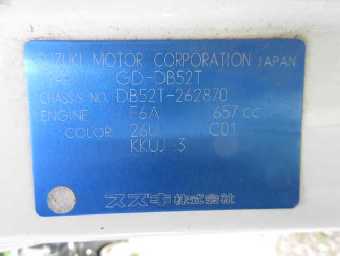 SUZUKI MOTOR CORPORATION JAPAN
GD-DB52T
CHASSIS NO. DB52T-262870
ENGINE F6A 657 cc
COLOR 26U C01
KKUJ-3
スズキ株式会社